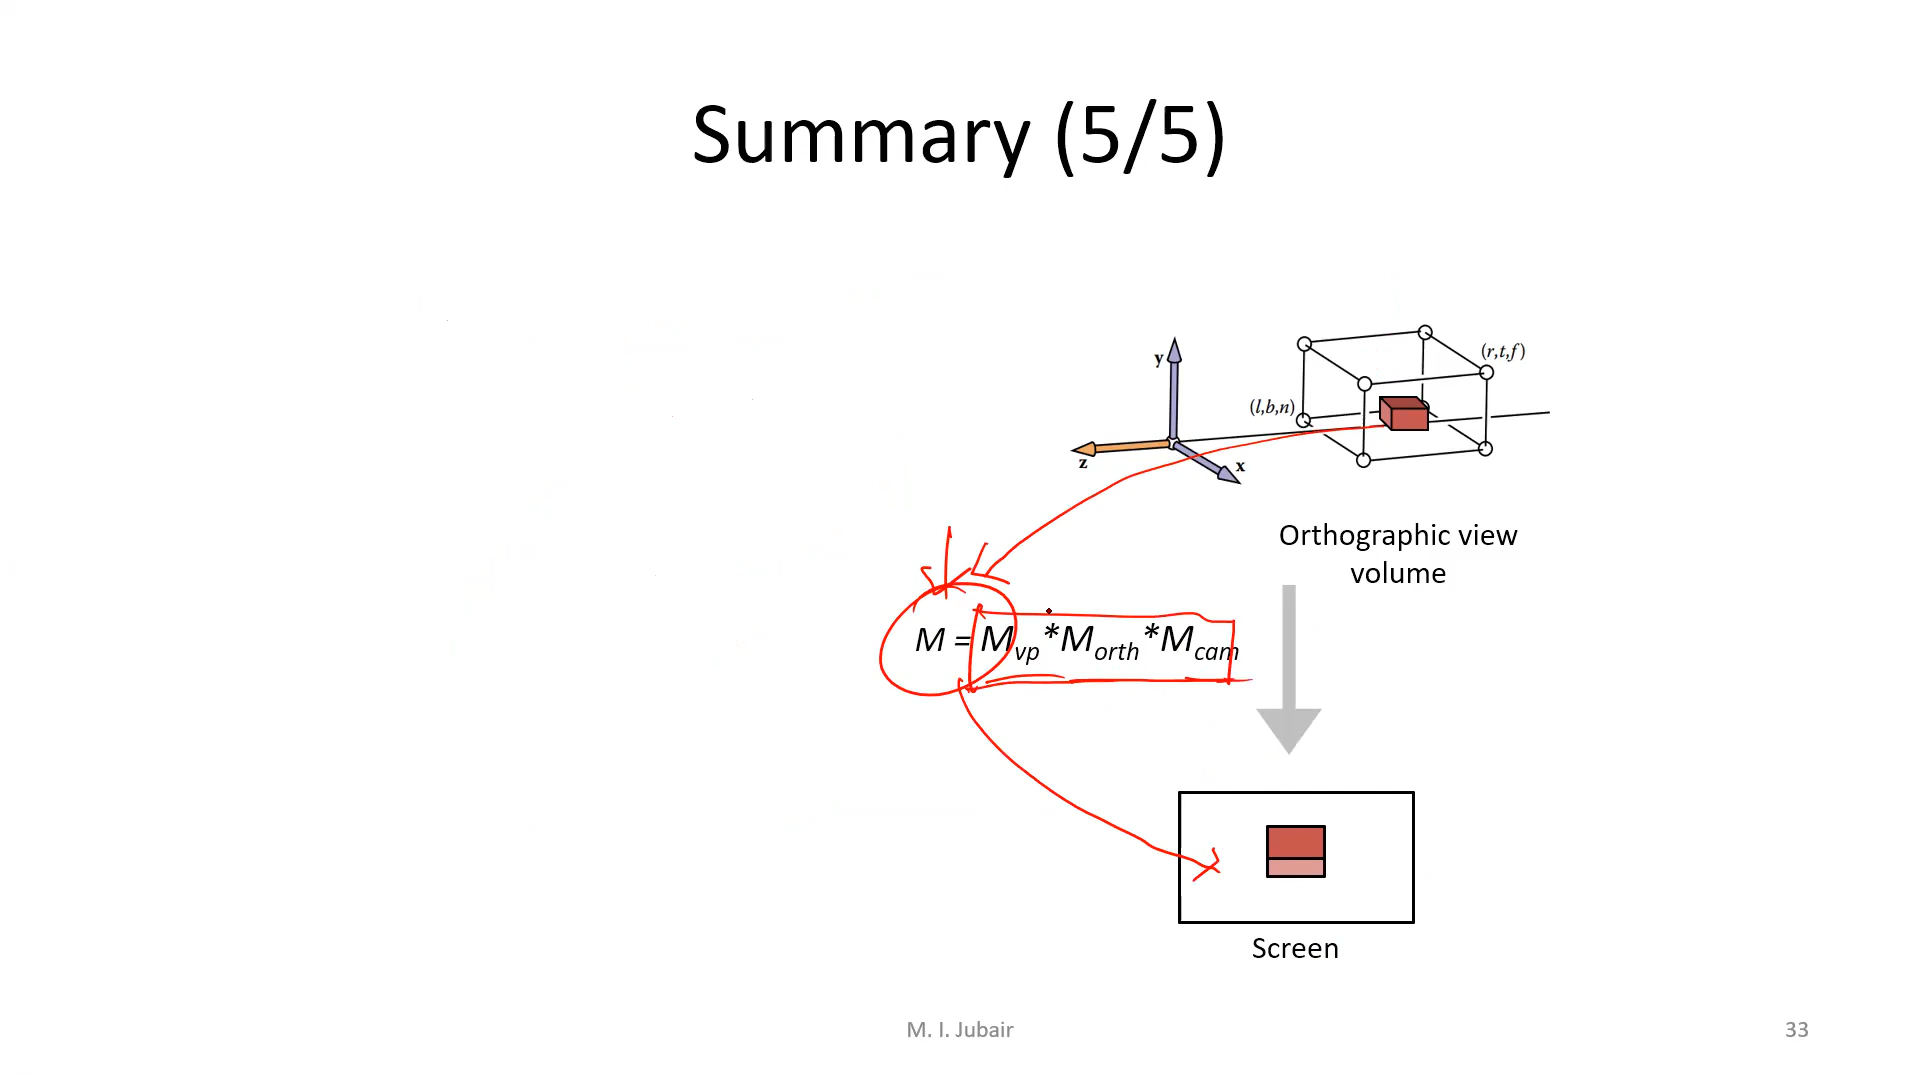 Summary (5/5)
y
(r,t,f)
(l,b,n)
z
x
Orthographic view
volume
M = Mvp*Morth*Mcam
Screen
M. I. Jubair
33